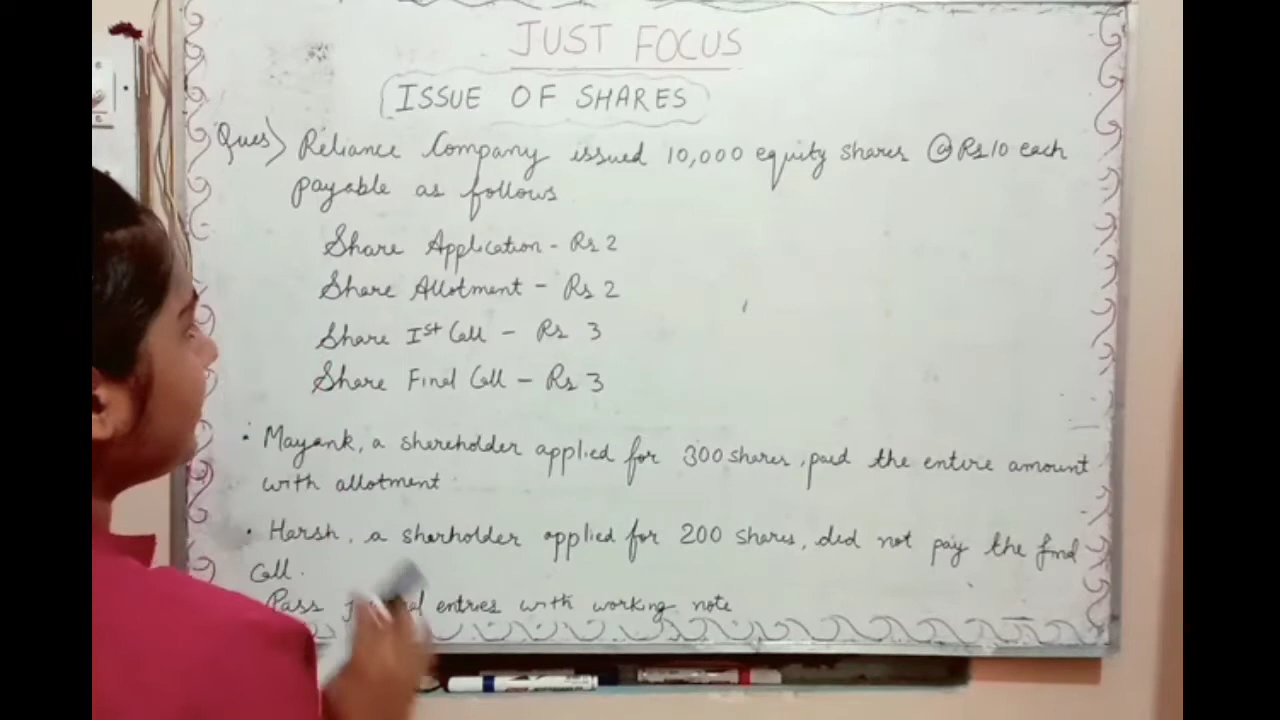 JUST FOCUS
ISSUE OF SHARES
Ques) Reliance Company issued 10,000 equity shares @ Rs 10 each
payable as follows
Share Application - Rs 2
Share Allotment - Rs 2
Share Ist Call - Rs 3
Share Final Call - Rs 3
• Mayank, a shareholder applied for 300 shares, paid the entire amount
with allotment
• Harsh, a sharholder applied for 200 shares, did not pay the final
Call.
Pass entries with working note